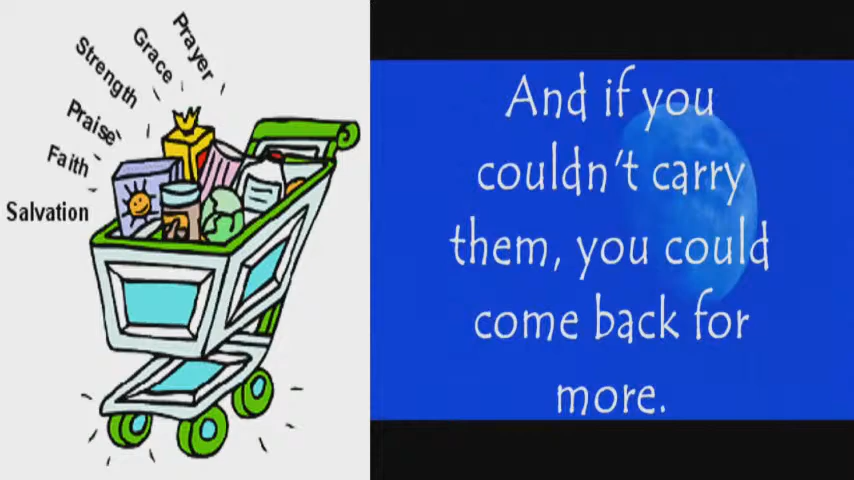 Prayer
Grace
Strength
Praise
Faith
Salvation
And if you
couldn't carry
them, you could
come back for
more.